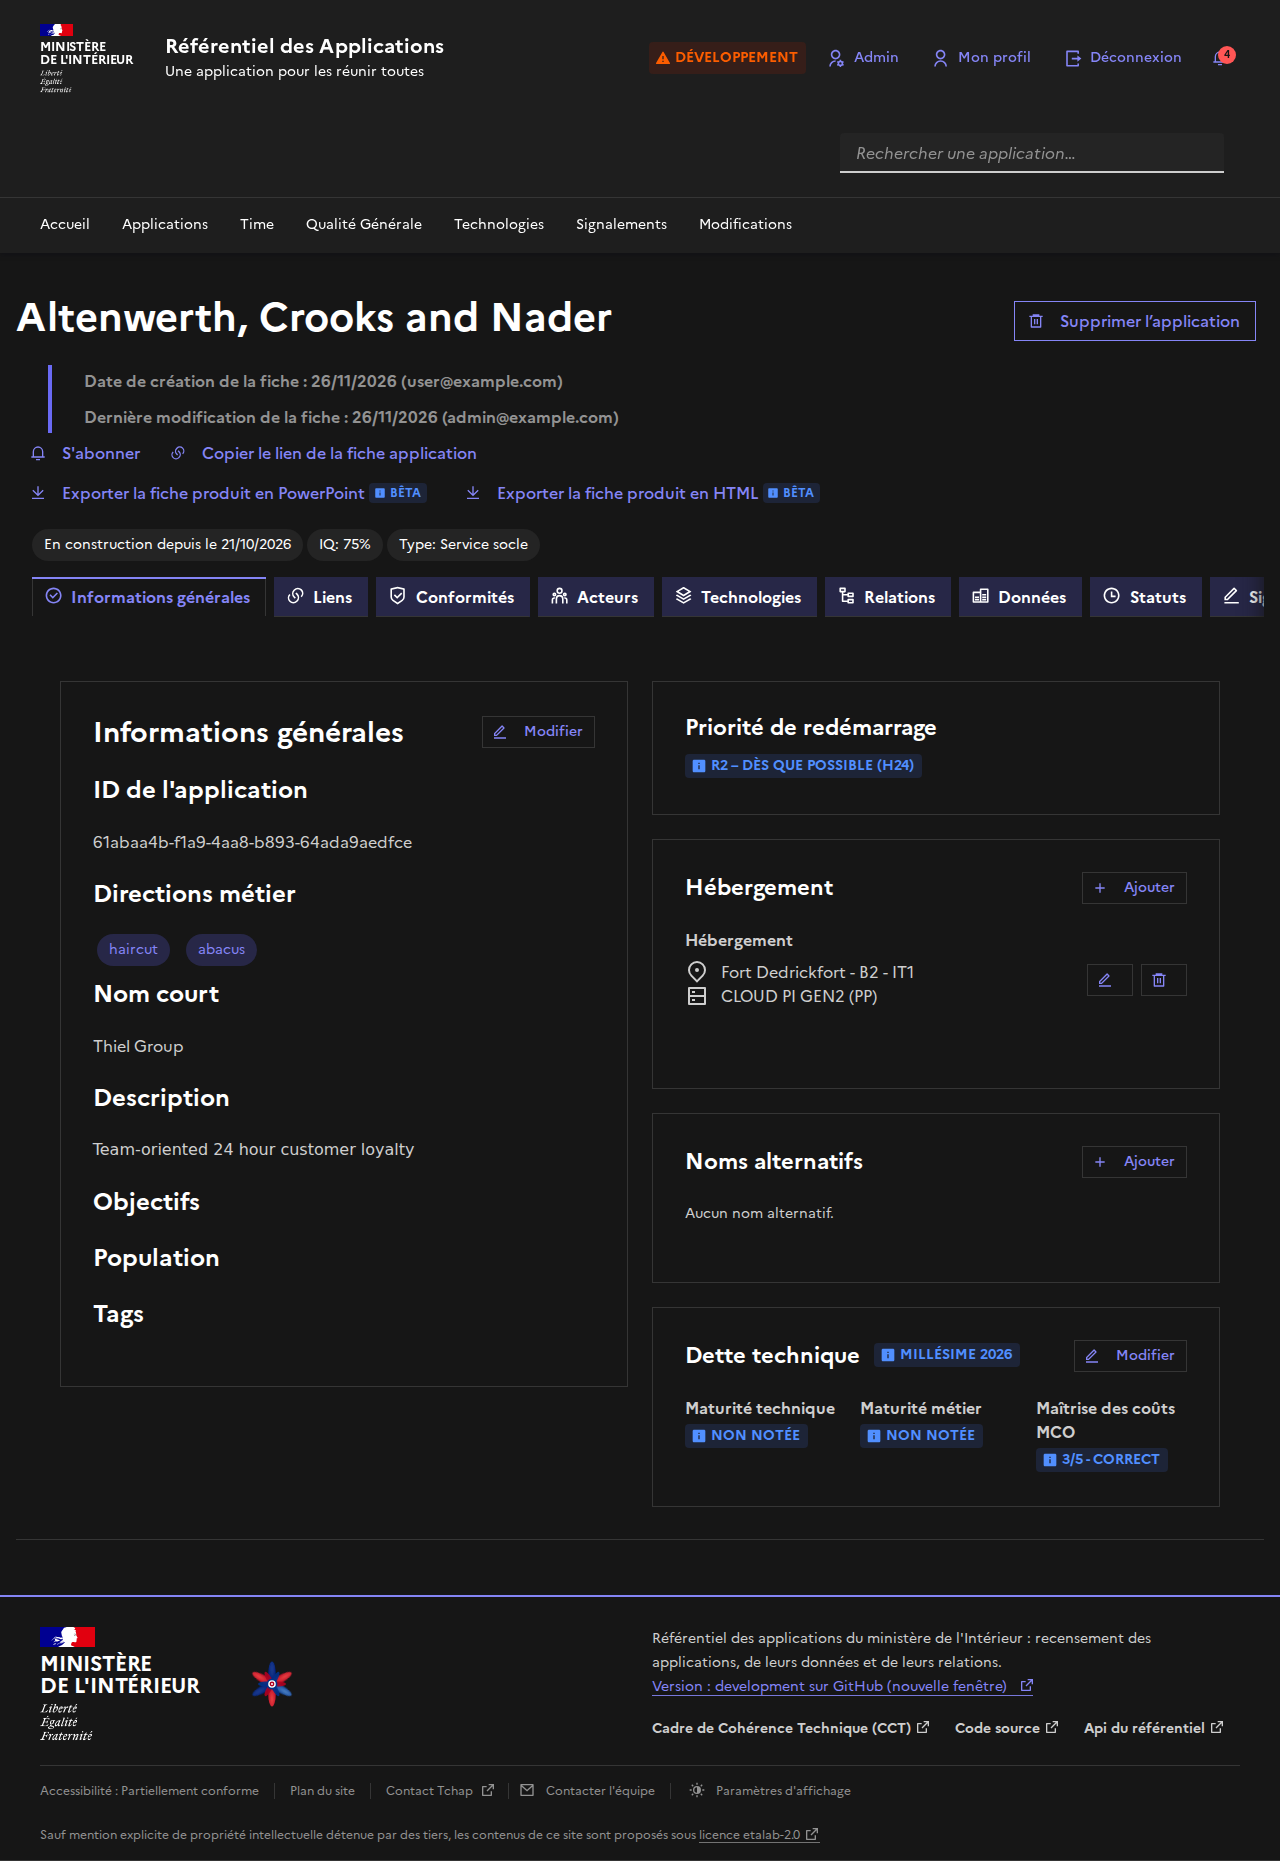 MINISTÈRE
DE L'INTÉRIEUR
Liberté
Égalité
Fraternité
Référentiel des Applications
Une application pour les réunir toutes
DÉVELOPPEMENT
Admin
Mon profil
Déconnexion
4
Rechercher une application…
Accueil
Applications
Time
Qualité Générale
Technologies
Signalements
Modifications
Altenwerth, Crooks and Nader
Supprimer l’application
Date de création de la fiche : 26/11/2026 (user@example.com)
Dernière modification de la fiche : 26/11/2026 (admin@example.com)
S'abonner
Copier le lien de la fiche application
Exporter la fiche produit en PowerPoint BÊTA
Exporter la fiche produit en HTML BÊTA
En construction depuis le 21/10/2026
IQ: 75%
Type: Service socle
Informations générales
Liens
Conformités
Acteurs
Technologies
Relations
Données
Statuts
Informations générales
Modifier
ID de l'application
61abaa4b-f1a9-4aa8-b893-64ada9aedfce
Directions métier
haircut
abacus
Nom court
Thiel Group
Description
Team-oriented 24 hour customer loyalty
Objectifs
Population
Tags
Priorité de redémarrage
R2 – DÈS QUE POSSIBLE (H24)
Hébergement
Ajouter
Hébergement
Fort Dedrickfort - B2 - IT1
CLOUD PI GEN2 (PP)
Noms alternatifs
Ajouter
Aucun nom alternatif.
Dette technique
MILLÉSIME 2026
Modifier
Maturité technique
NON NOTÉE
Maturité métier
NON NOTÉE
Maîtrise des coûts
MCO
3/5 - CORRECT
MINISTÈRE
DE L'INTÉRIEUR
Liberté
Égalité
Fraternité
Référentiel des applications du ministère de l'Intérieur : recensement des
applications, de leurs données et de leurs relations.
Version : development sur GitHub (nouvelle fenêtre)
Cadre de Cohérence Technique (CCT)
Code source
Api du référentiel
Accessibilité : Partiellement conforme
Plan du site
Contact Tchap
Contacter l'équipe
Paramètres d'affichage
Sauf mention explicite de propriété intellectuelle détenue par des tiers, les contenus de ce site sont proposés sous licence etalab-2.0